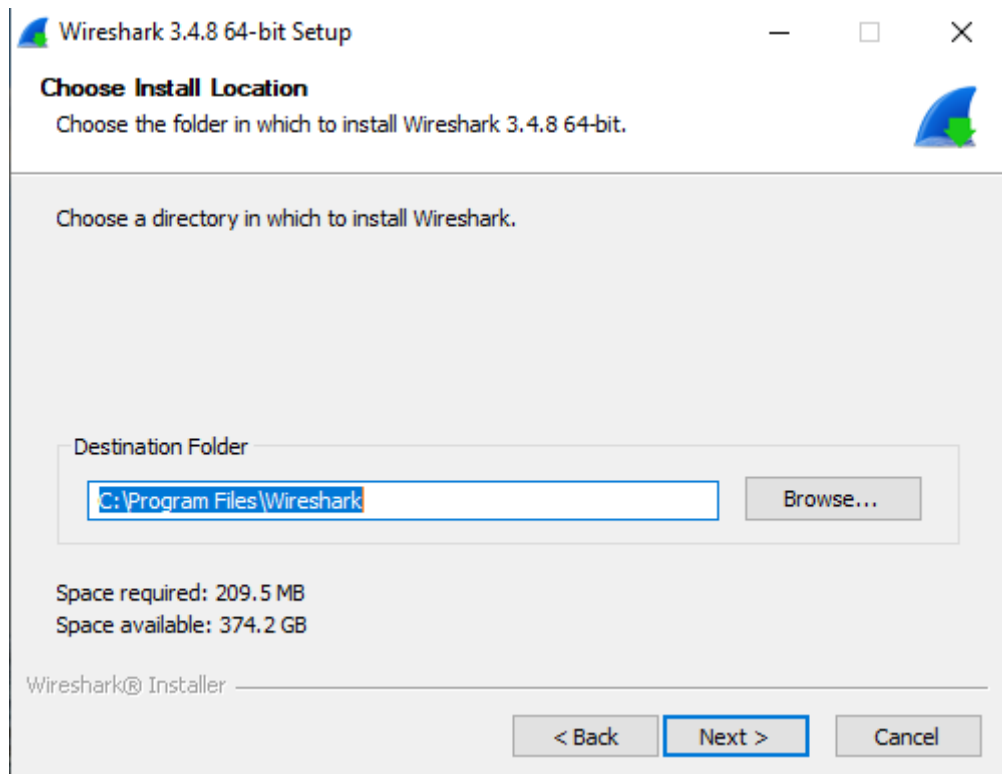 Wireshark 3.4.8 64-bit Setup
Choose Install Location
Choose the folder in which to install Wireshark 3.4.8 64-bit.
Choose a directory in which to install Wireshark.
Destination Folder
C:\Program Files\Wireshark
Browse...
Space required: 209.5 MB
Space available: 374.2 GB
Wireshark® Installer
< Back Next > Cancel